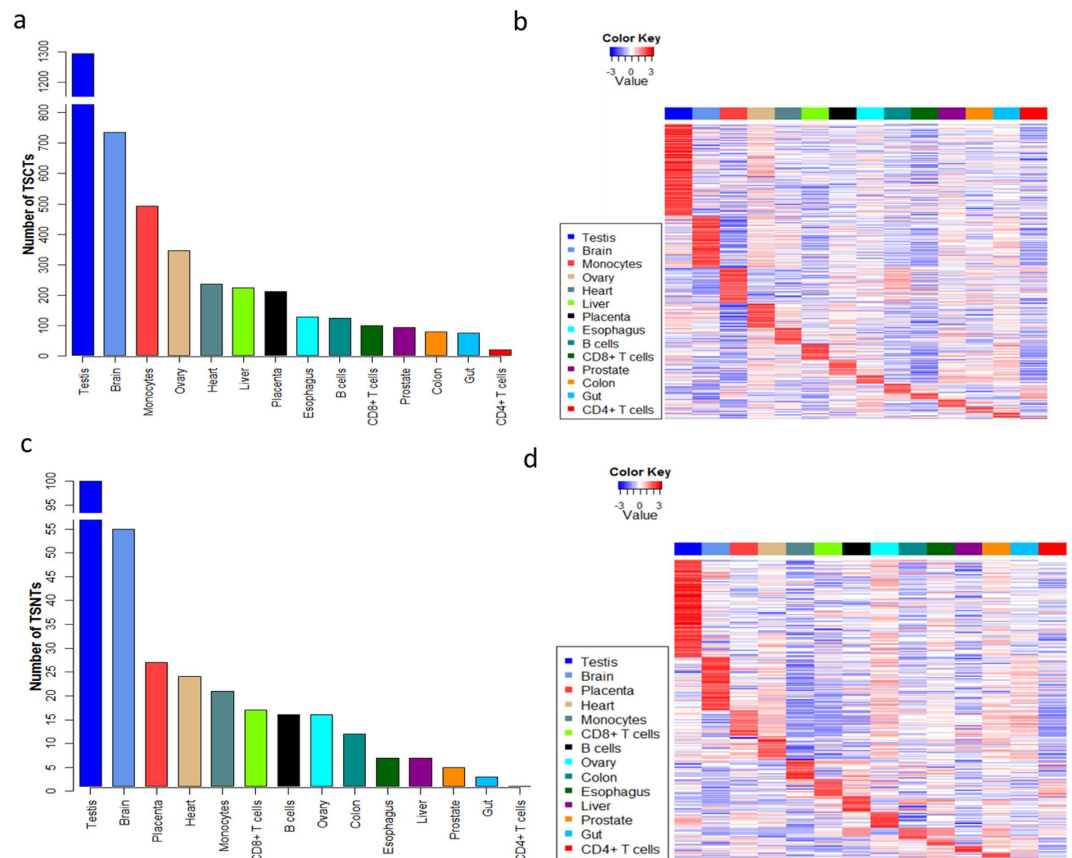 a
Number of TSCTs
1300
1200
800
700
600
500
400
300
200
100
0
Testis
Brain
Monocytes
Ovary
Heart
Liver
Placenta
Esophagus
B cells
CD8+ T cells
Prostate
Colon
Gut
CD4+ T cells
b
Color Key
-3 0 3
Value
Testis
Brain
Monocytes
Ovary
Heart
Liver
Placenta
Esophagus
B cells
CD8+ T cells
Prostate
Colon
Gut
CD4+ T cells
c
Number of TSNTs
100
95
55
50
45
40
35
30
25
20
15
10
5
0
Testis
Brain
Placenta
Heart
Monocytes
CD8+ T cells
B cells
Ovary
Colon
Esophagus
Liver
Prostate
Gut
CD4+ T cells
d
Color Key
-3 0 3
Value
Testis
Brain
Placenta
Heart
Monocytes
CD8+ T cells
B cells
Ovary
Colon
Esophagus
Liver
Prostate
Gut
CD4+ T cells